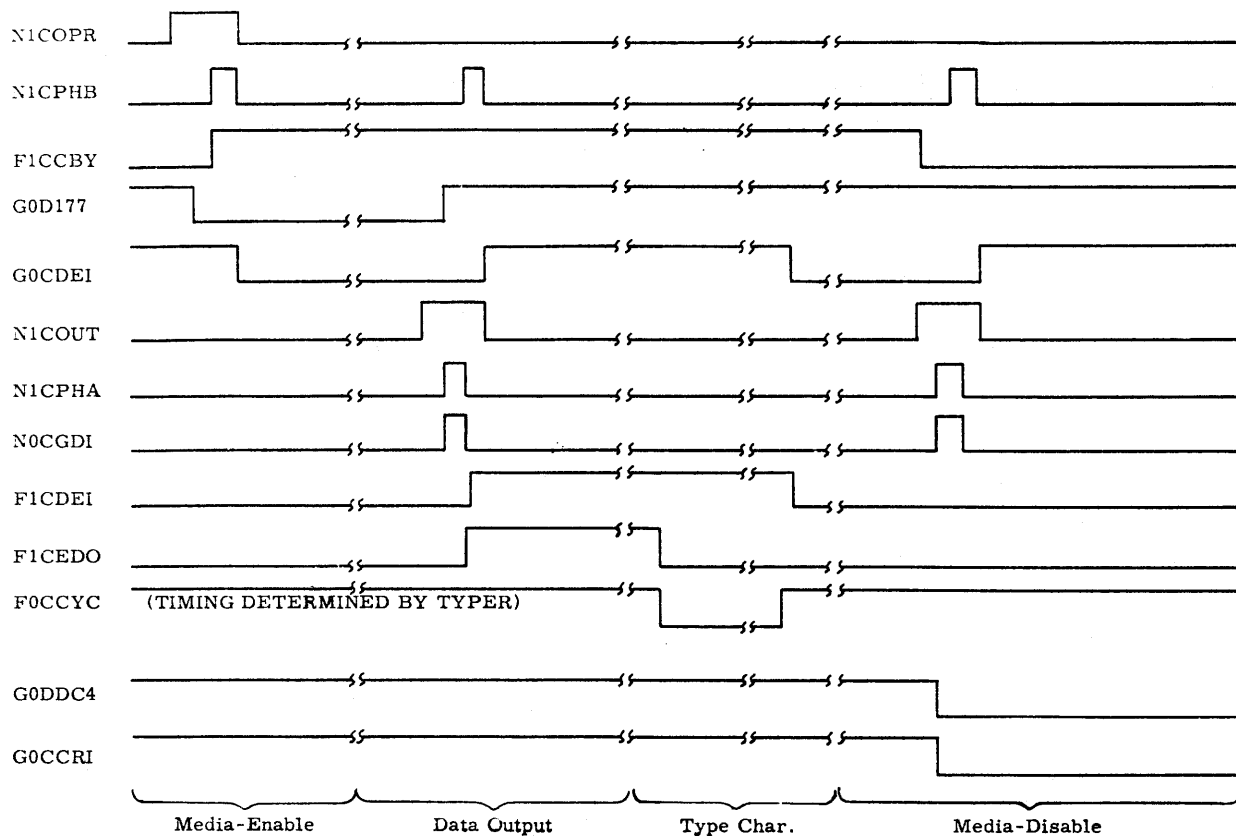 N1COPR
N1CPHB
F1CCBY
G0D177
G0CDEI
N1COUT
N1CPHA
N0CGDI
F1CDEI
F1CEDO
F0CCYC (TIMING DETERMINED BY TYPER)
G0DDC4
G0CCRI
Media-Enable Data Output Type Char. Media-Disable